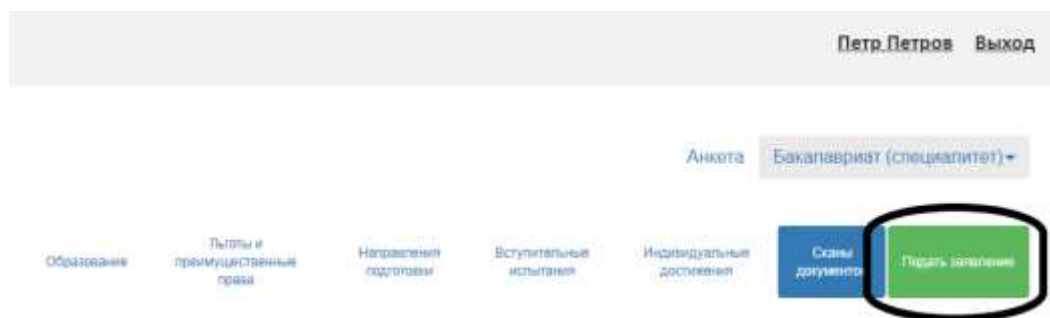 Петр Петров Выход
Анкета Бакалавриат (специалитет)
Образование
Льготы и
преимущественные
права
Направления
подготовки
Вступительные
испытания
Индивидуальные
достижения
Сканы
документов
Подать заявление